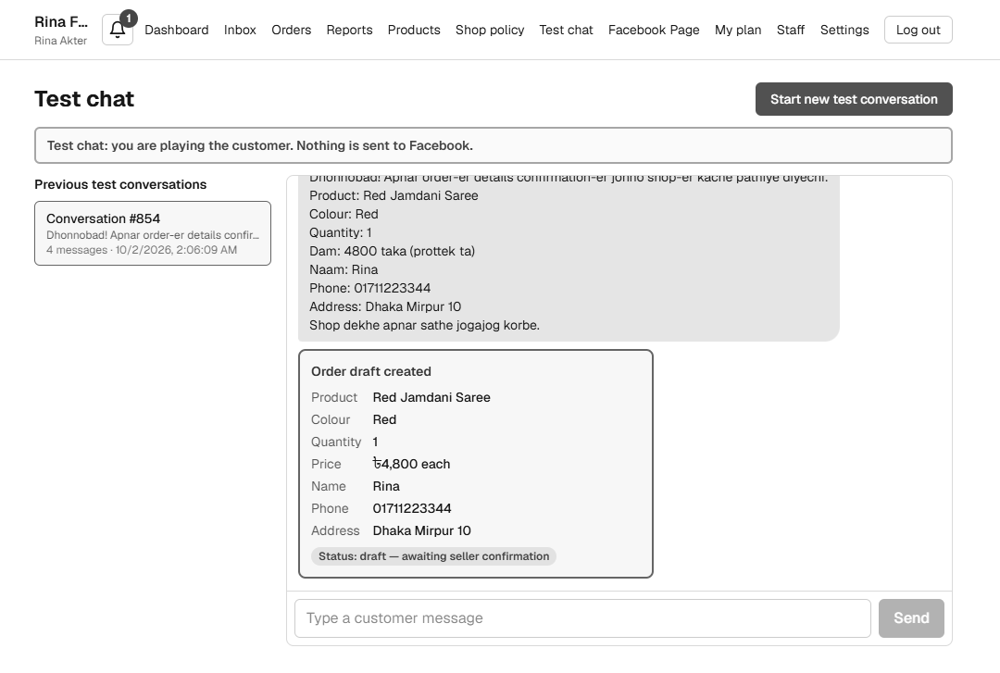 Rina F...
Rina Akter
1
Dashboard
Inbox
Orders
Reports
Products
Shop policy
Test chat
Facebook Page
My plan
Staff
Settings
Log out
Test chat
Start new test conversation
Test chat: you are playing the customer. Nothing is sent to Facebook.
Previous test conversations
Conversation #854
Dhonnobad! Apnar order-er details confir...
4 messages · 10/2/2026, 2:06:09 AM
Dhonnobad! Apnar order-er details confirmation-er jonno shop-er kache pathiye diyechi.
Product: Red Jamdani Saree
Colour: Red
Quantity: 1
Dam: 4800 taka (prottek ta)
Naam: Rina
Phone: 01711223344
Address: Dhaka Mirpur 10
Shop dekhe apnar sathe jogajog korbe.
Order draft created
Product Red Jamdani Saree
Colour Red
Quantity 1
Price ৳4,800 each
Name Rina
Phone 01711223344
Address Dhaka Mirpur 10
Status: draft — awaiting seller confirmation
Type a customer message
Send